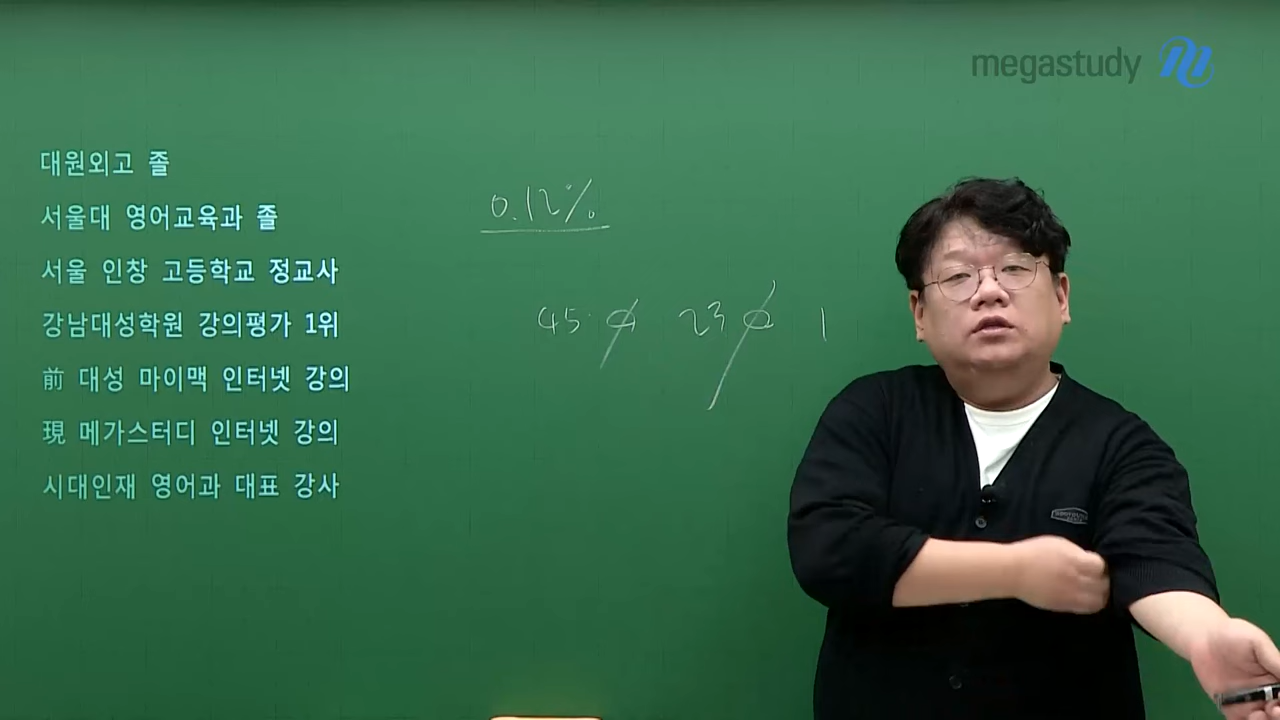 megastudy
대원외고 졸
서울대 영어교육과 졸
서울 인창 고등학교 정교사
강남대성학원 강의평가 1위
前 대성 마이맥 인터넷 강의
現 메가스터디 인터넷 강의
시대인재 영어과 대표 강사
0.12%
45 23 1